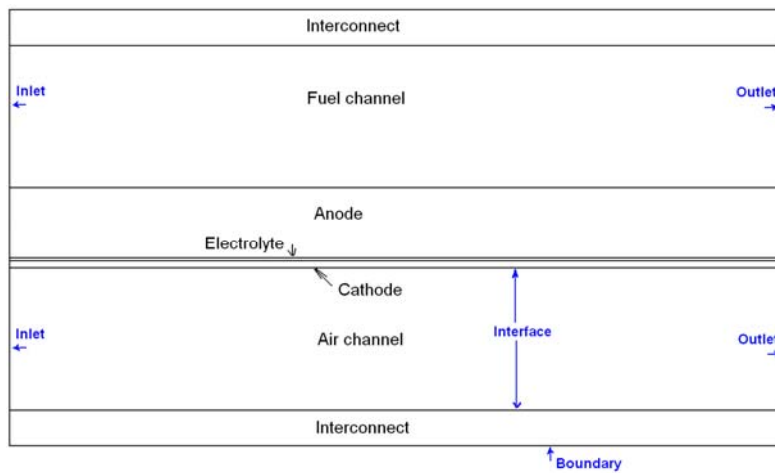 Interconnect
Inlet
Fuel channel
Outlet
Anode
Electrolyte
Cathode
Inlet
Air channel
Interface
Outlet
Interconnect
Boundary